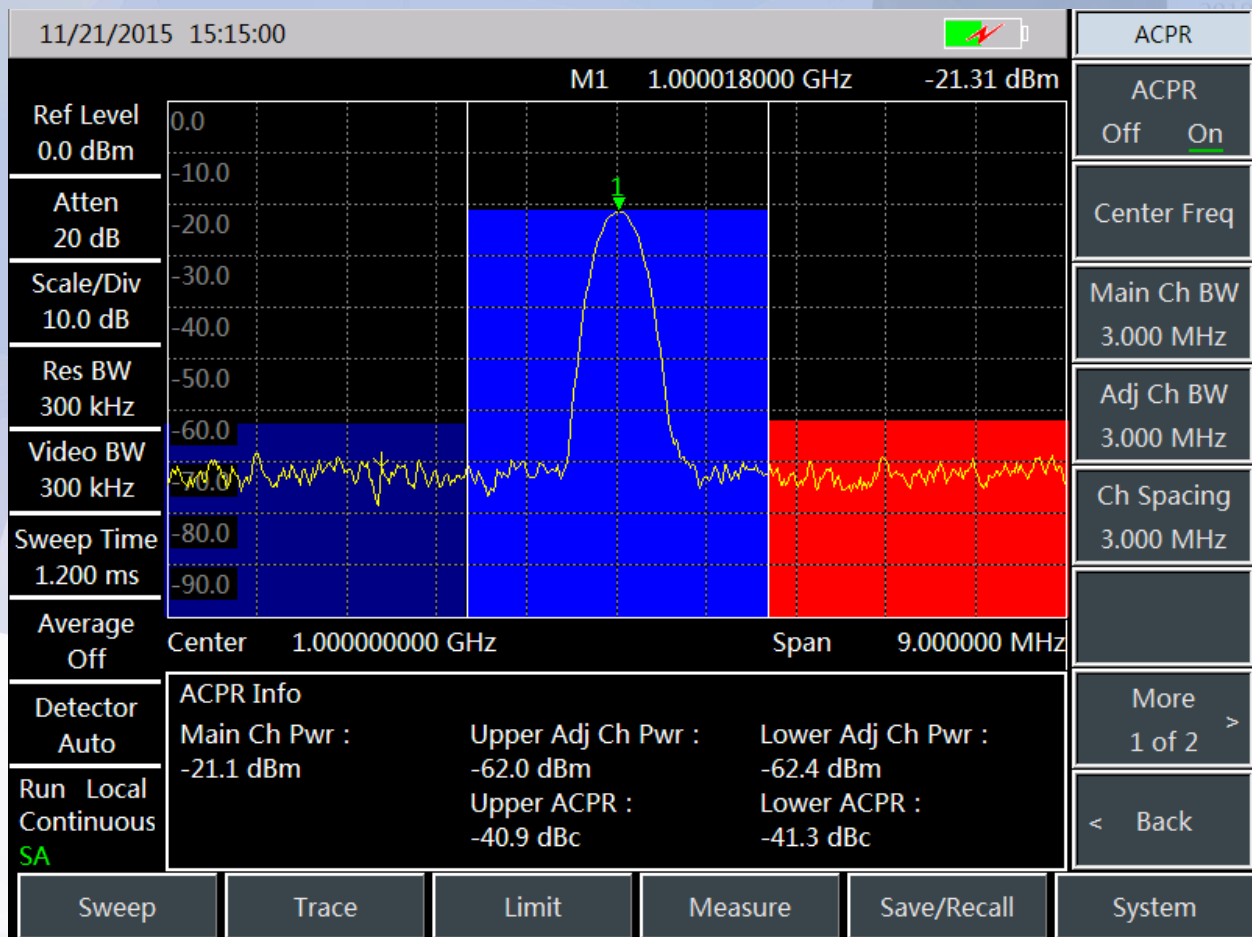 11/21/2015 15:15:00
ACPR
M1 1.000018000 GHz -21.31 dBm
Ref Level
0.0 dBm
Atten
20 dB
Scale/Div
10.0 dB
Res BW
300 kHz
Video BW
300 kHz
Sweep Time
1.200 ms
Average
Off
Detector
Auto
Run Local
Continuous
SA
0.0
-10.0
-20.0
-30.0
-40.0
-50.0
-60.0
-70.0
-80.0
-90.0
1
Center 1.000000000 GHz Span 9.000000 MHz
ACPR Info
Main Ch Pwr : Upper Adj Ch Pwr : Lower Adj Ch Pwr :
-21.1 dBm -62.0 dBm -62.4 dBm
Upper ACPR : Lower ACPR :
-40.9 dBc -41.3 dBc
ACPR
Off On
Center Freq
Main Ch BW
3.000 MHz
Adj Ch BW
3.000 MHz
Ch Spacing
3.000 MHz
More >
1 of 2
< Back
Sweep Trace Limit Measure Save/Recall System